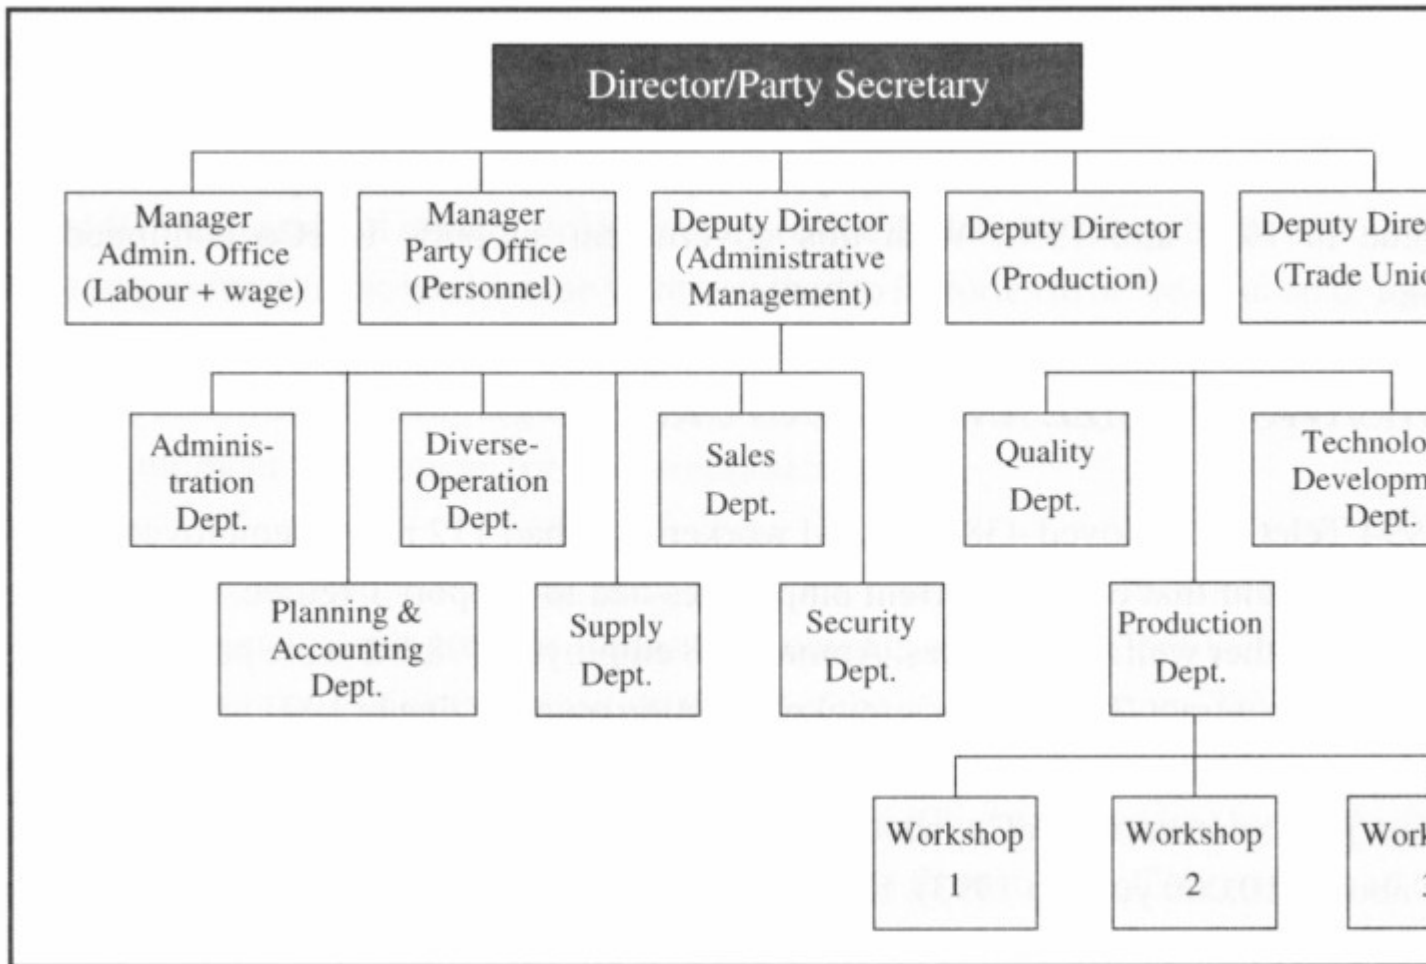 Director/Party Secretary
Manager
Admin. Office
(Labour + wage)
Manager
Party Office
(Personnel)
Deputy Director
(Administrative
Management)
Deputy Director
(Production)
Deputy
(Trade
Adminis-
tration
Dept.
Diverse-
Operation
Dept.
Sales
Dept.
Quality
Dept.
Dept.
Planning &
Accounting
Dept.
Supply
Dept.
Security
Dept.
Production
Dept.
Workshop
1
Workshop
2